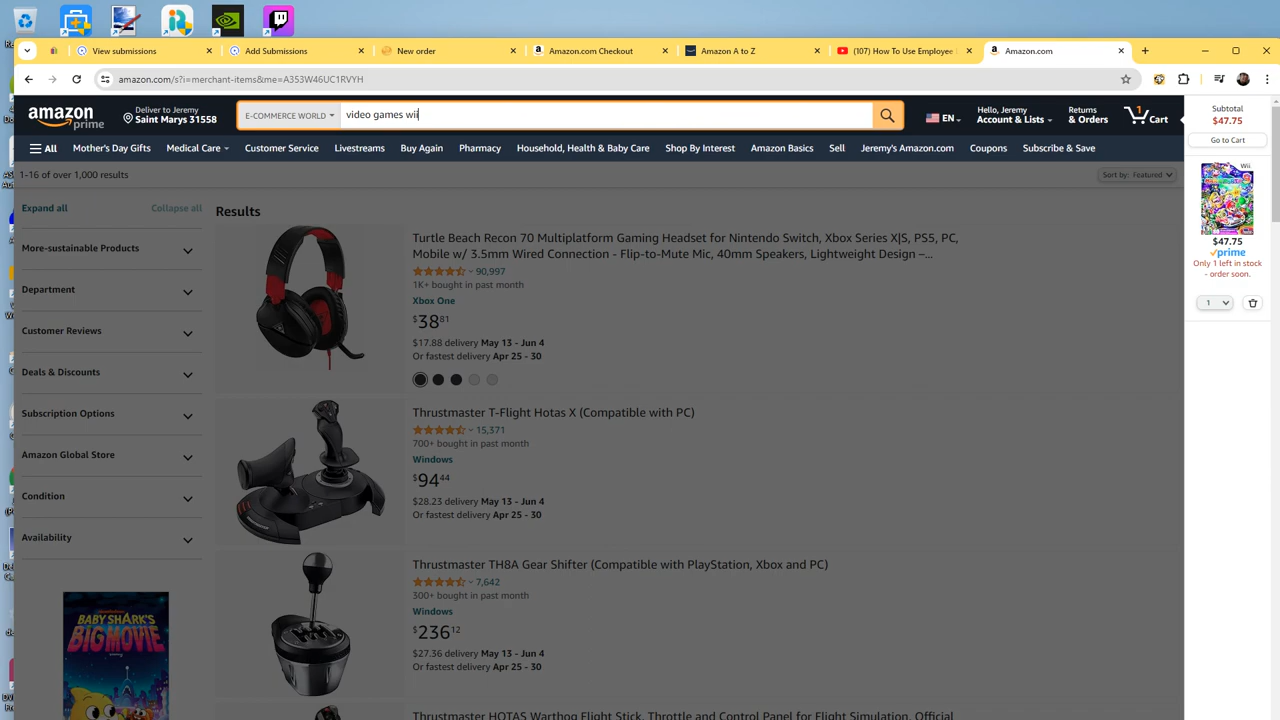 View submissions
Add Submissions
New order
Amazon.com Checkout
Amazon A to Z
(107) How To Use Employee
Amazon.com
amazon.com/s?i=merchant-items&me=A353W46UC1RVYH
amazon
prime
Deliver to Jeremy
Saint Marys 31558
E-COMMERCE WORLD
video games wii
EN
Hello, Jeremy
Account & Lists
Returns
& Orders
Cart
All
Mother's Day Gifts
Medical Care
Customer Service
Livestreams
Buy Again
Pharmacy
Household, Health & Baby Care
Shop By Interest
Amazon Basics
Sell
Jeremy's Amazon.com
Coupons
Subscribe & Save
1-16 of over 1,000 results
Sort by: Featured
Expand all
Collapse all
More-sustainable Products
Department
Customer Reviews
Deals & Discounts
Subscription Options
Amazon Global Store
Condition
Availability
BABY SHARK'S
BIG MOVIE
Results
Turtle Beach Recon 70 Multiplatform Gaming Headset for Nintendo Switch, Xbox Series X|S, PS5, PC,
Mobile w/ 3.5mm Wired Connection - Flip-to-Mute Mic, 40mm Speakers, Lightweight Design –...
90,997
1K+ bought in past month
Xbox One
$38 81
$17.88 delivery May 13 - Jun 4
Or fastest delivery Apr 25 - 30
Thrustmaster T-Flight Hotas X (Compatible with PC)
15,371
700+ bought in past month
Windows
$94 44
$28.23 delivery May 13 - Jun 4
Or fastest delivery Apr 25 - 30
Thrustmaster TH8A Gear Shifter (Compatible with PlayStation, Xbox and PC)
7,642
300+ bought in past month
Windows
$236 12
$27.36 delivery May 13 - Jun 4
Or fastest delivery Apr 25 - 30
Thrustmaster HOTAS Warthog Flight Stick, Throttle and Control Panel for Flight Simulation, Official
Subtotal
$47.75
Go to Cart
Wii
$47.75
prime
Only 1 left in stock
- order soon.
1